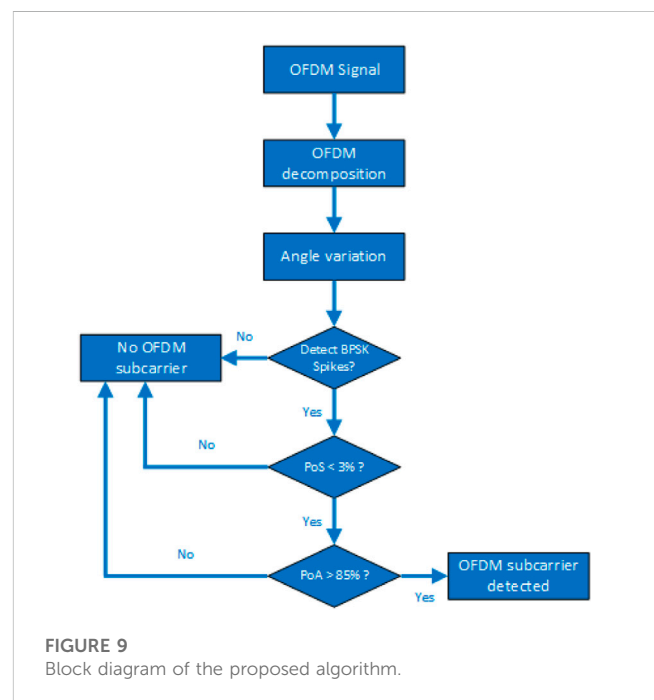 OFDM Signal
OFDM
decomposition
Angle variation
No
No OFDM
subcarrier
Detect BPSK
Spikes?
Yes
No
PoS < 3% ?
Yes
No
PoA > 85% ?
OFDM subcarrier
detected
Yes
FIGURE 9
Block diagram of the proposed algorithm.